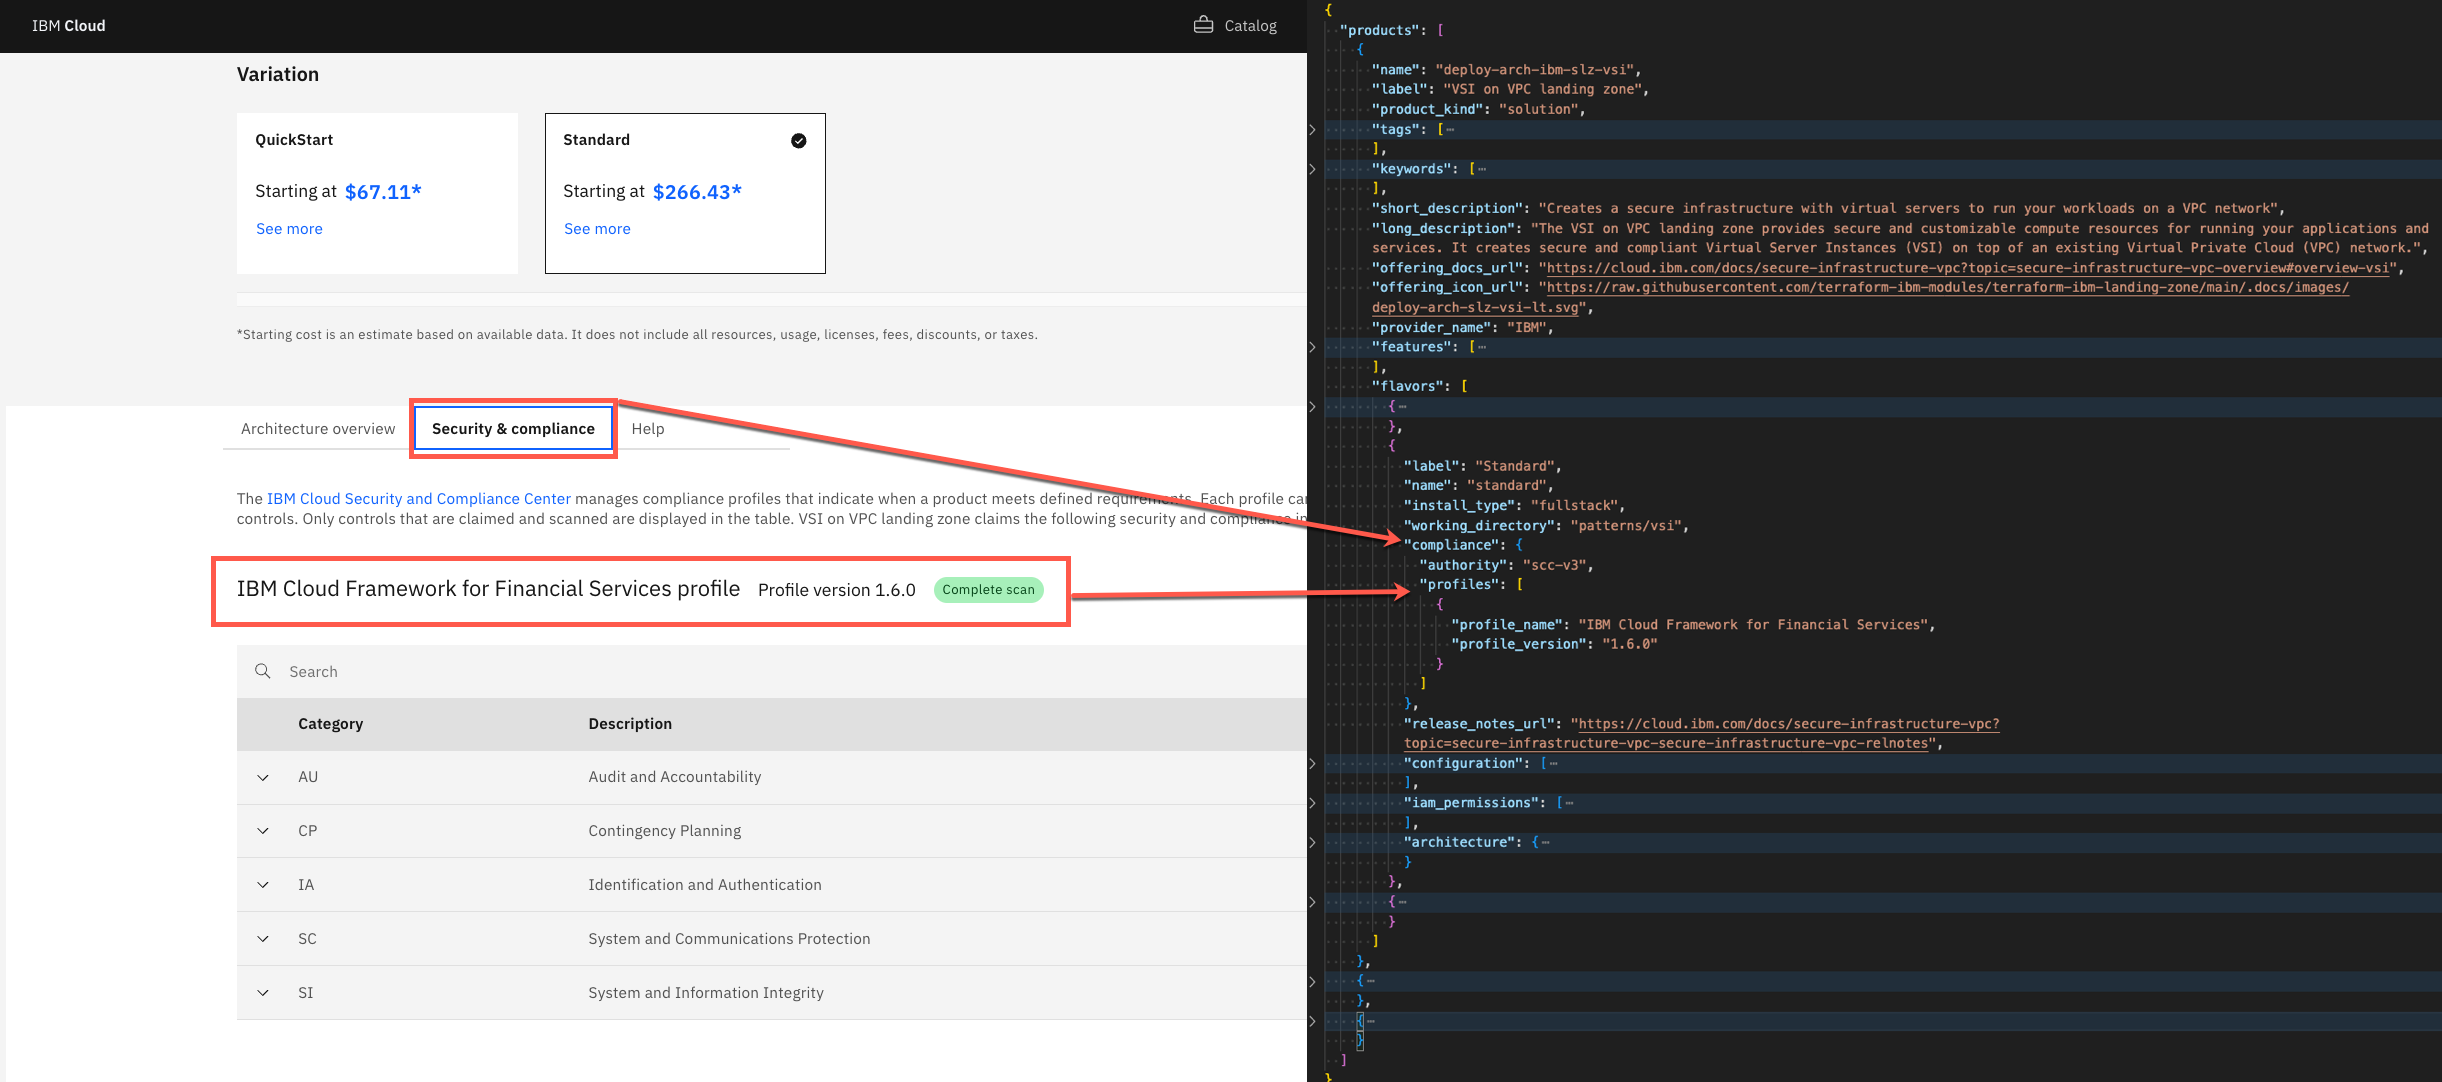 IBM Cloud
Catalog
Variation
QuickStart
Starting at $67.11*
See more
Standard
Starting at $266.43*
See more
*Starting cost is an estimate based on available data. It does not include all resources, usage, licenses, fees, discounts, or taxes.
Architecture overview
Security & compliance
Help
The IBM Cloud Security and Compliance Center manages compliance profiles that indicate when a product meets defined requirements. Each profile car
controls. Only controls that are claimed and scanned are displayed in the table. VSI on VPC landing zone claims the following security and compliance in
IBM Cloud Framework for Financial Services profile Profile version 1.6.0 Complete scan
Search
Category Description
AU Audit and Accountability
CP Contingency Planning
IA Identification and Authentication
SC System and Communications Protection
SI System and Information Integrity
{
"products": [
{
"name": "deploy-arch-ibm-slz-vsi",
"label": "VSI on VPC landing zone",
"product_kind": "solution",
"tags": [⋯
],
"keywords": [⋯
],
"short_description": "Creates a secure infrastructure with virtual servers to run your workloads on a VPC network",
"long_description": "The VSI on VPC landing zone provides secure and customizable compute resources for running your applications and
services. It creates secure and compliant Virtual Server Instances (VSI) on top of an existing Virtual Private Cloud (VPC) network.",
"offering_docs_url": "https://cloud.ibm.com/docs/secure-infrastructure-vpc?topic=secure-infrastructure-vpc-overview#overview-vsi",
"offering_icon_url": "https://raw.githubusercontent.com/terraform-ibm-modules/terraform-ibm-landing-zone/main/.docs/images/
deploy-arch-slz-vsi-lt.svg",
"provider_name": "IBM",
"features": [⋯
],
"flavors": [
{⋯
},
{
"label": "Standard",
"name": "standard",
"install_type": "fullstack",
"working_directory": "patterns/vsi",
"compliance": {
"authority": "scc-v3",
"profiles": [
{
"profile_name": "IBM Cloud Framework for Financial Services",
"profile_version": "1.6.0"
}
]
},
"release_notes_url": "https://cloud.ibm.com/docs/secure-infrastructure-vpc?
topic=secure-infrastructure-vpc-secure-infrastructure-vpc-relnotes",
"configuration": [⋯
],
"iam_permissions": [⋯
],
"architecture": {⋯
}
},
{⋯
}
]
},
{⋯
},
{⋯
}
]
}